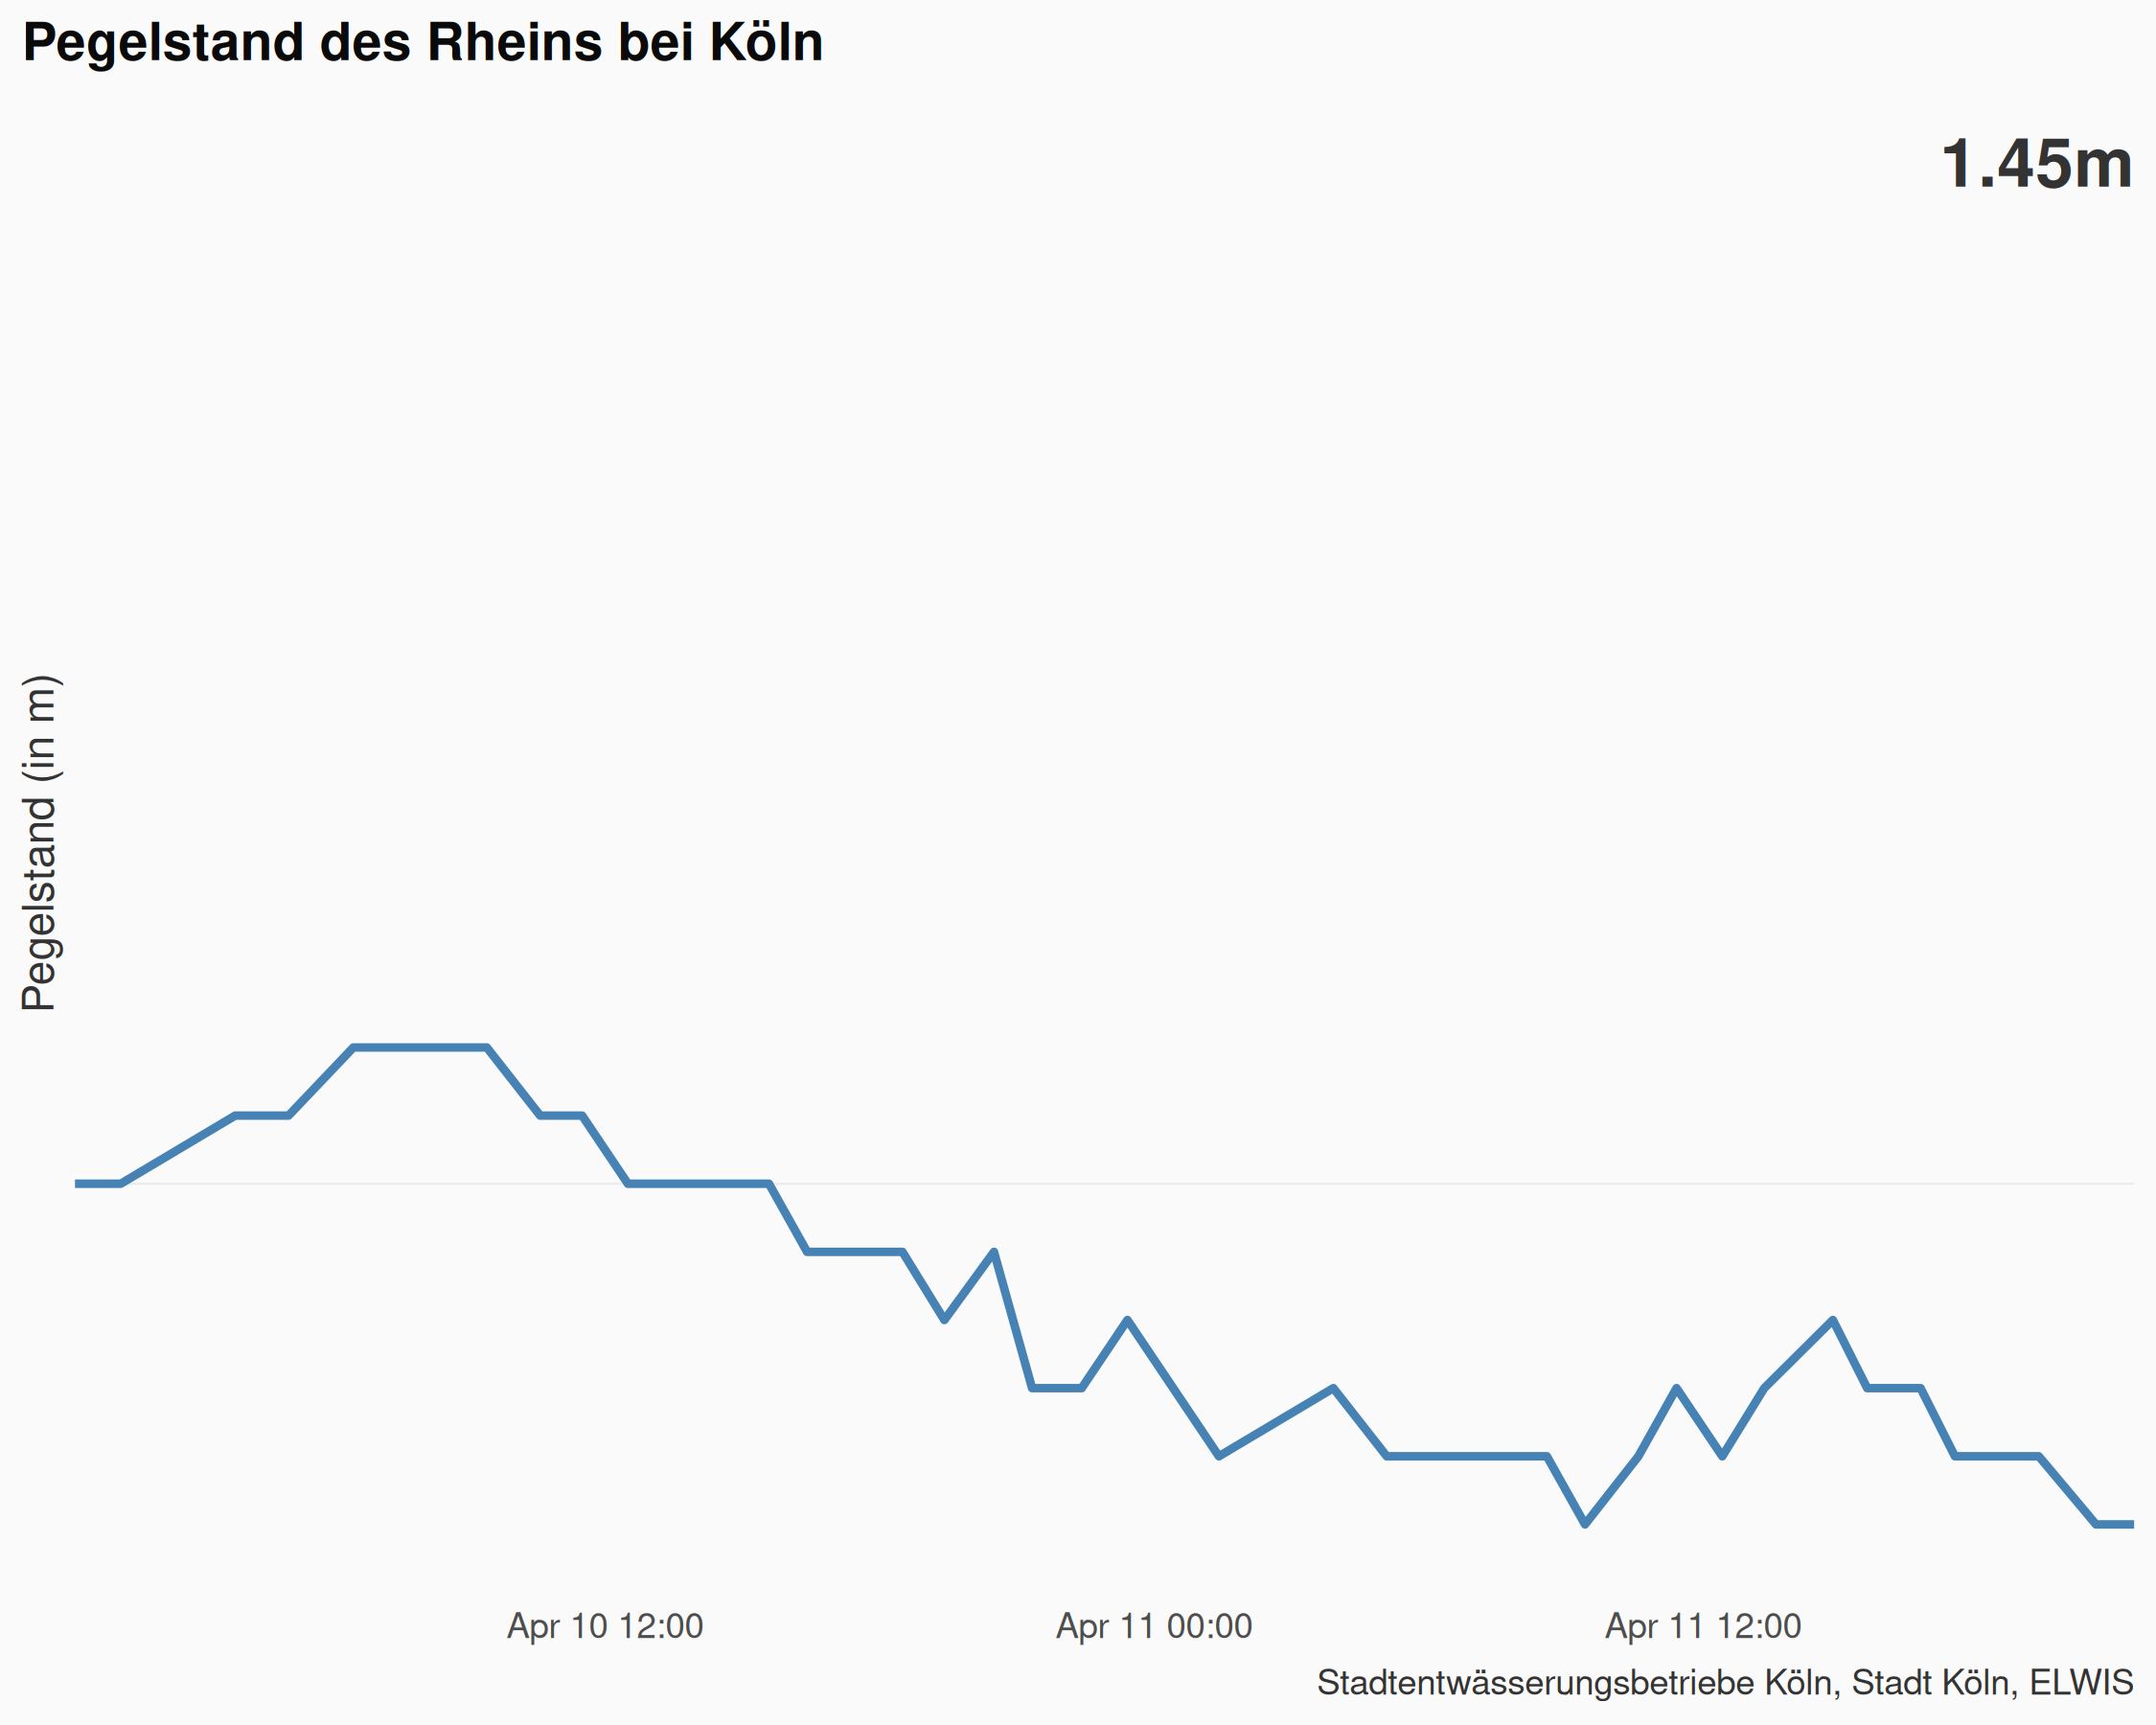 Pegelstand des Rheins bei Köln
1.45m
Pegelstand (in m)
Apr 10 12:00
Apr 11 00:00
Apr 11 12:00
Stadtentwässerungsbetriebe Köln, Stadt Köln, ELWIS